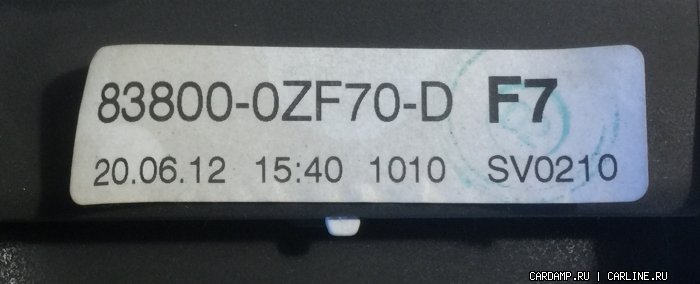 83800-0ZF70-D F7
20.06.12 15:40 1010 SV0210
CARDAMP.RU | CARLINE.RU